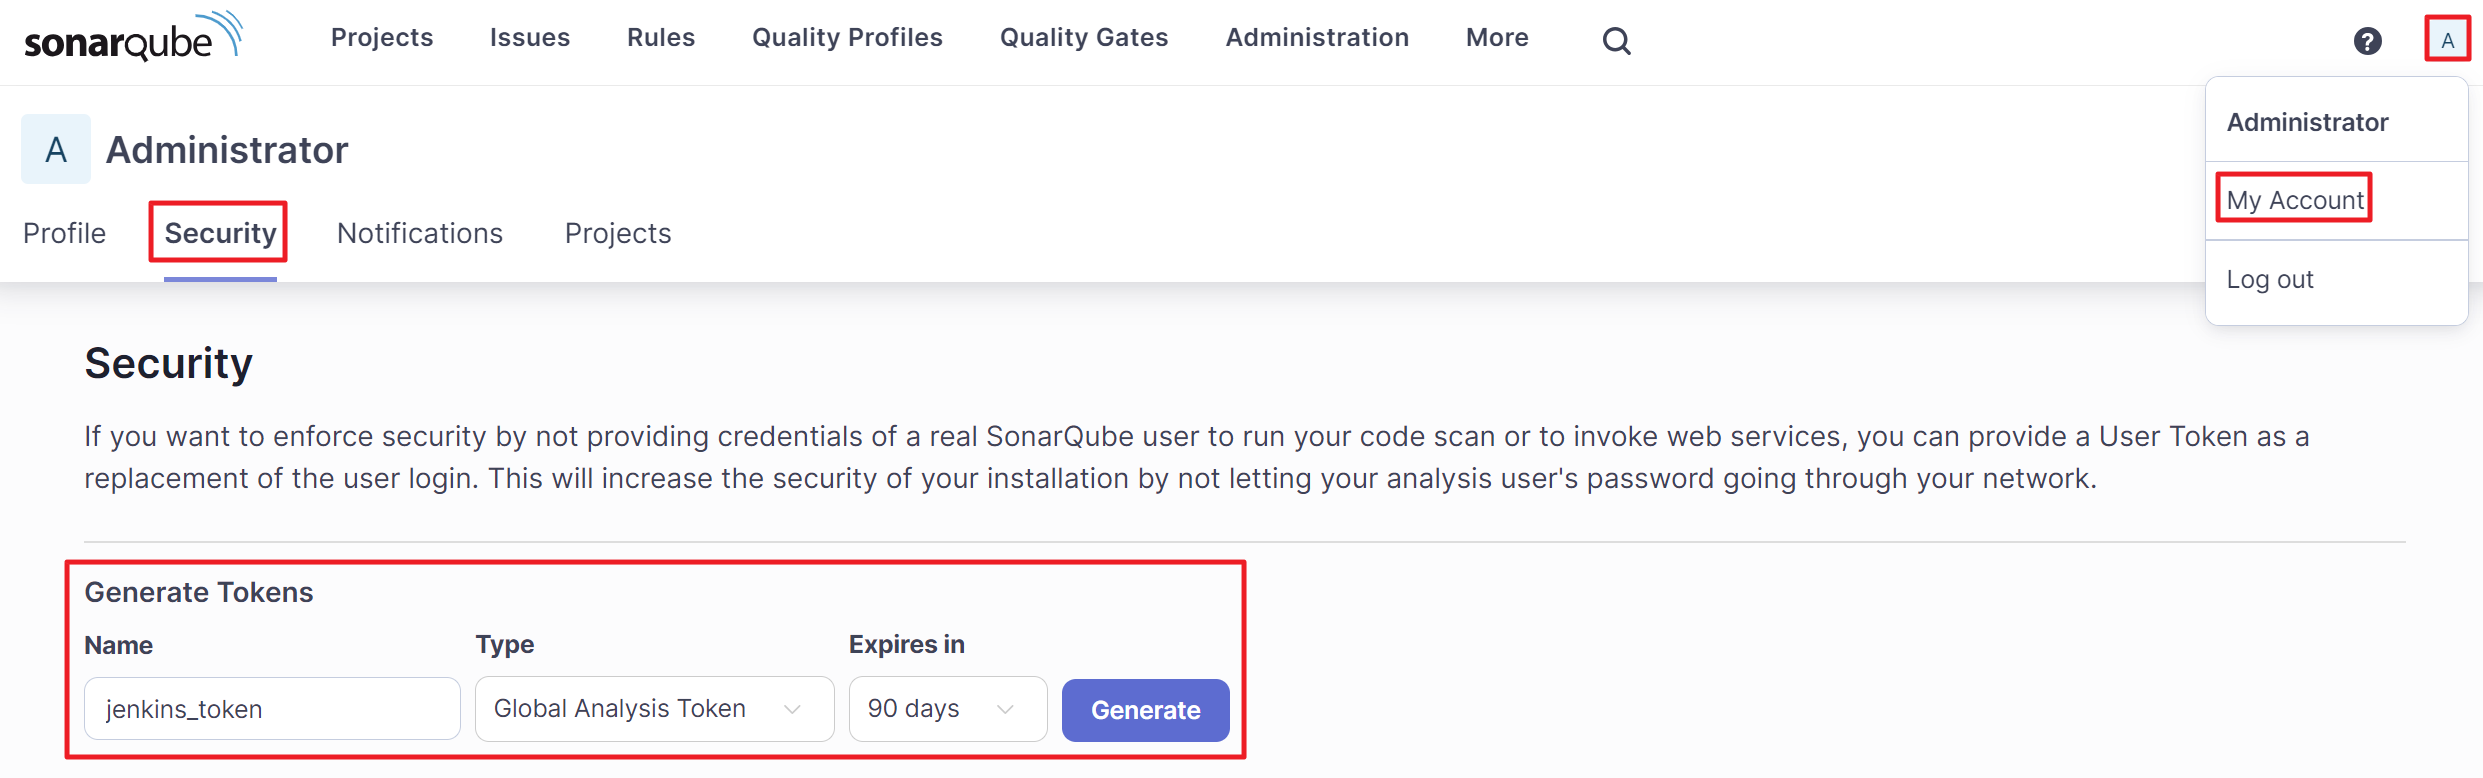 sonarqube Projects Issues Rules Quality Profiles Quality Gates Administration More ? A
Administrator
My Account
Log out
A Administrator
Profile Security Notifications Projects
Security
If you want to enforce security by not providing credentials of a real SonarQube user to run your code scan or to invoke web services, you can provide a User Token as a
replacement of the user login. This will increase the security of your installation by not letting your analysis user's password going through your network.
Generate Tokens
Name Type Expires in
jenkins_token Global Analysis Token 90 days Generate